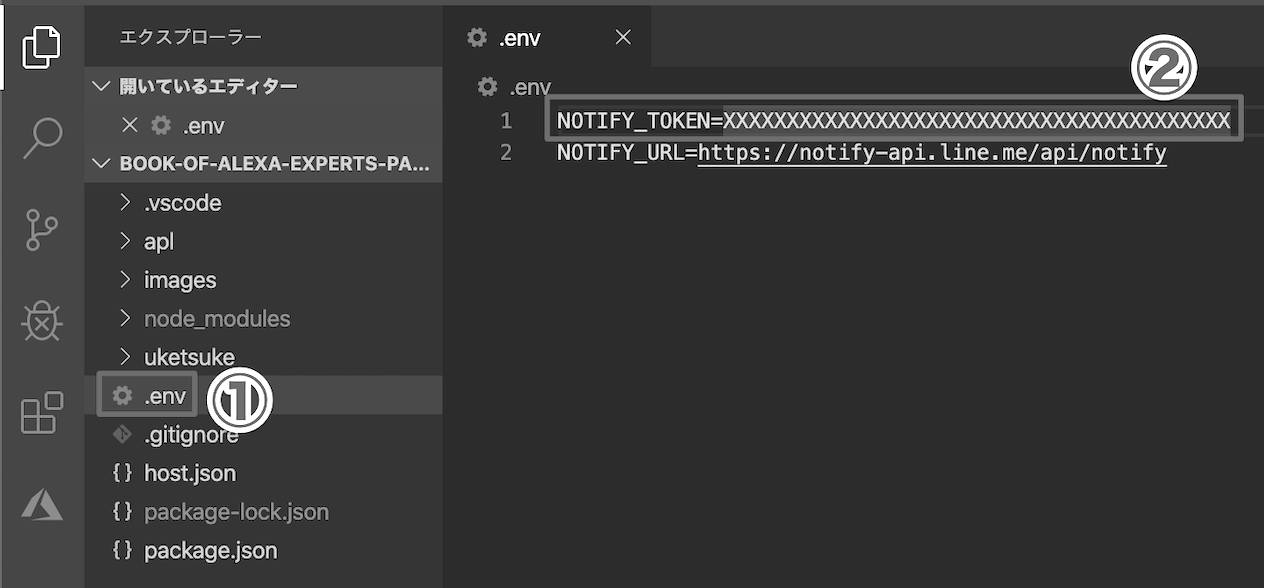 エクスプローラー
開いているエディター
.env
BOOK-OF-ALEXA-EXPERTS-PA...
.vscode
apl
images
node_modules
uketsuke
.env
①
.gitignore
host.json
package-lock.json
package.json
.env
.env
②
1 NOTIFY_TOKEN=XXXXXXXXXXXXXXXXXXXXXXXXXXXXXXXXXXXXXXXX
2 NOTIFY_URL=https://notify-api.line.me/api/notify